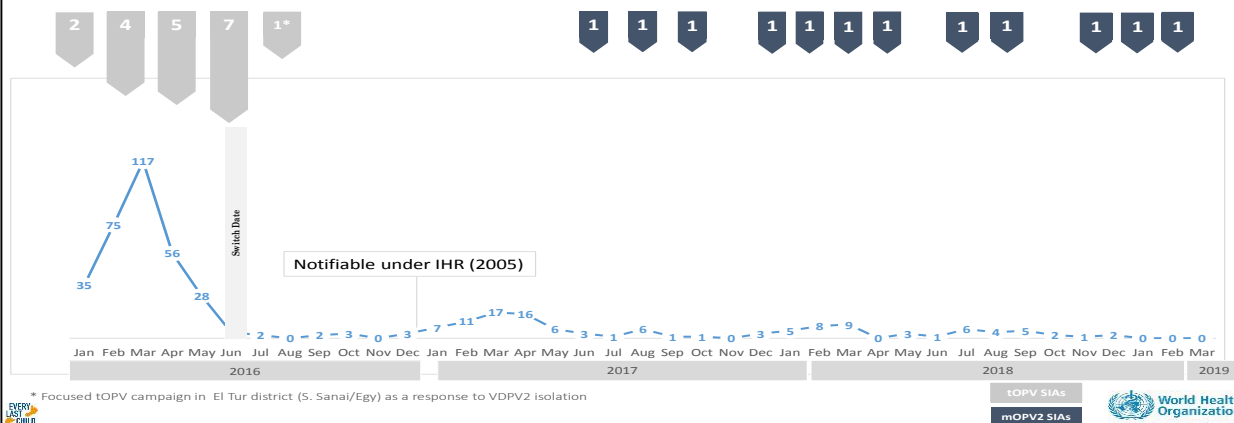 2 4 5 7 1* 1 1 1 1 1 1 1 1 1 1 1 1
117
75
56
35
28
Switch Date
Notifiable under IHR (2005)
2 0 2 3 0 3 7 11 17 16 6 3 1 6 1 1 0 3 5 8 9 0 3 1 6 4 5 2 1 2 0 0 0
Jan Feb Mar Apr May Jun Jul Aug Sep Oct Nov Dec Jan Feb Mar Apr May Jun Jul Aug Sep Oct Nov Dec Jan Feb Mar Apr May Jun Jul Aug Sep Oct Nov Dec Jan Feb Mar
2016 2017 2018 2019
* Focused tOPV campaign in El Tur district (S. Sanai/Egy) as a response to VDPV2 isolation
tOPV SIAs
mOPV2 SIAs
EVERY
LAST
CHILD
World Healt
Organizatio